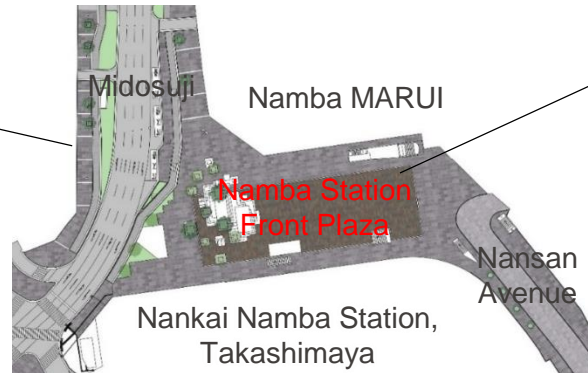 Midosuji
Namba MARUI
Namba Station
Front Plaza
Nansan
Avenue
Nankai Namba Station,
Takashimaya